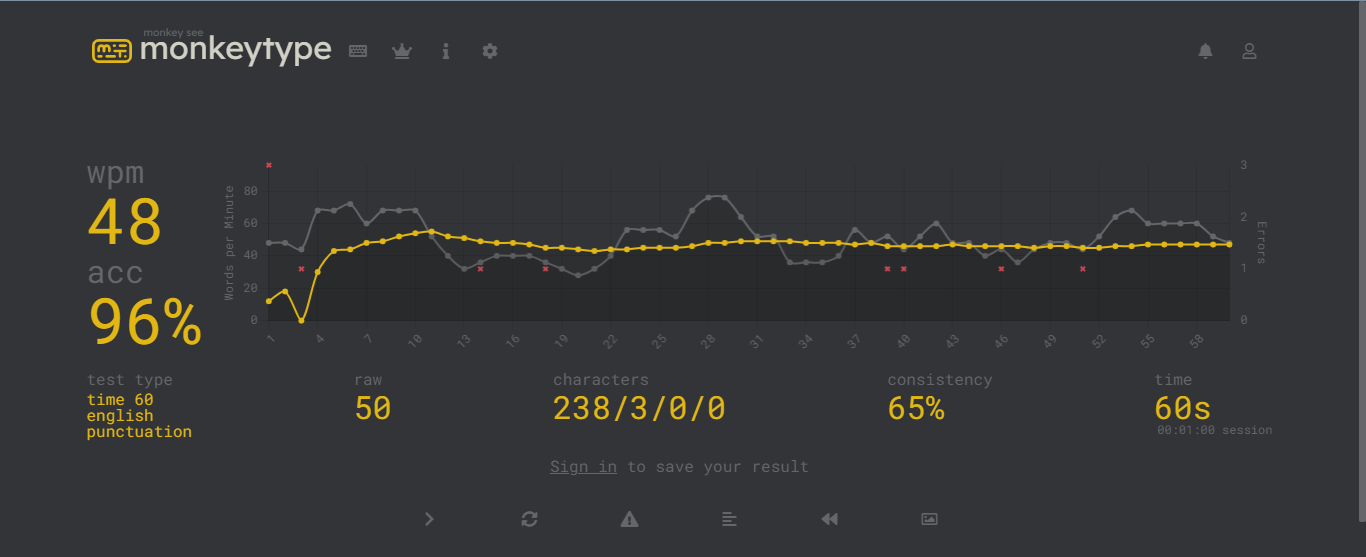 monkey see
monkeytype
wpm
48
acc
96%
Words per Minute
80
60
40
20
0
3
2
1
0
Errors
1 4 7 10 13 16 19 22 25 28 31 34 37 40 43 46 49 52 55 58
test type
time 60
english
punctuation
raw
50
characters
238/3/0/0
consistency
65%
time
60s
00:01:00 session
Sign in to save your result